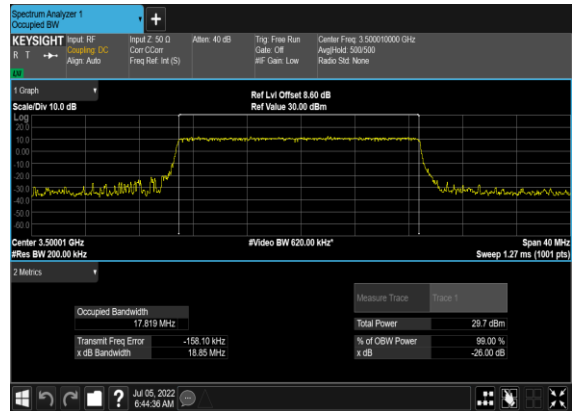 Spectrum Analyzer 1
Occupied BW
+
KEYSIGHT Input: RF Input Z: 50 Ω Atten: 40 dB Trig: Free Run Center Freq: 3.500010000 GHz
R T Coupling: DC Corr CCorr Gate: Off Avg|Hold: 500/500
Align: Auto Freq Ref: Int (S) #IF Gain: Low Radio Std: None
1 Graph
Ref Lvl Offset 8.60 dB
Scale/Div 10.0 dB Ref Value 30.00 dBm
Log
20.0
10.0
0.00
-10.0
-20.0
-30.0
-40.0
-50.0
-60.0
Center 3.50001 GHz #Video BW 620.00 kHz* Span 40 MHz
#Res BW 200.00 kHz Sweep 1.27 ms (1001 pts)
2 Metrics
Measure Trace Trace 1
Occupied Bandwidth
17.819 MHz Total Power 29.7 dBm
Transmit Freq Error -158.10 kHz % of OBW Power 99.00 %
x dB Bandwidth 18.85 MHz x dB -26.00 dB
? Jul 05, 2022
6:44:36 AM